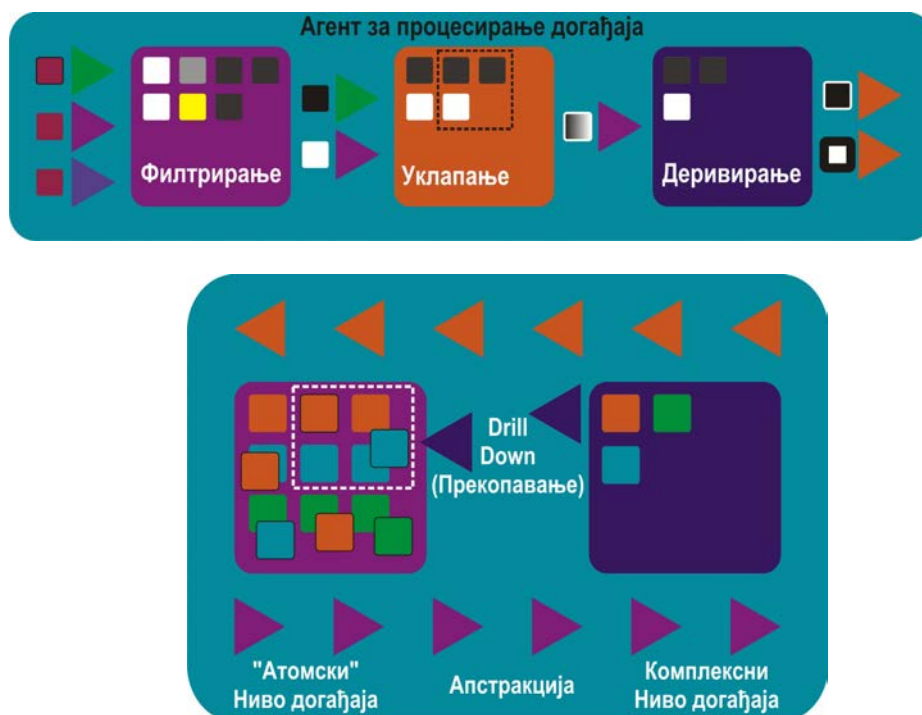 Агент за процесирање догађаја
Филтрирање
Уклапање
Деривирање
Drill
Down
(Прекопавање)
"Атомски"
Ниво догађаја
Апстракција
Комплексни
Ниво догађаја